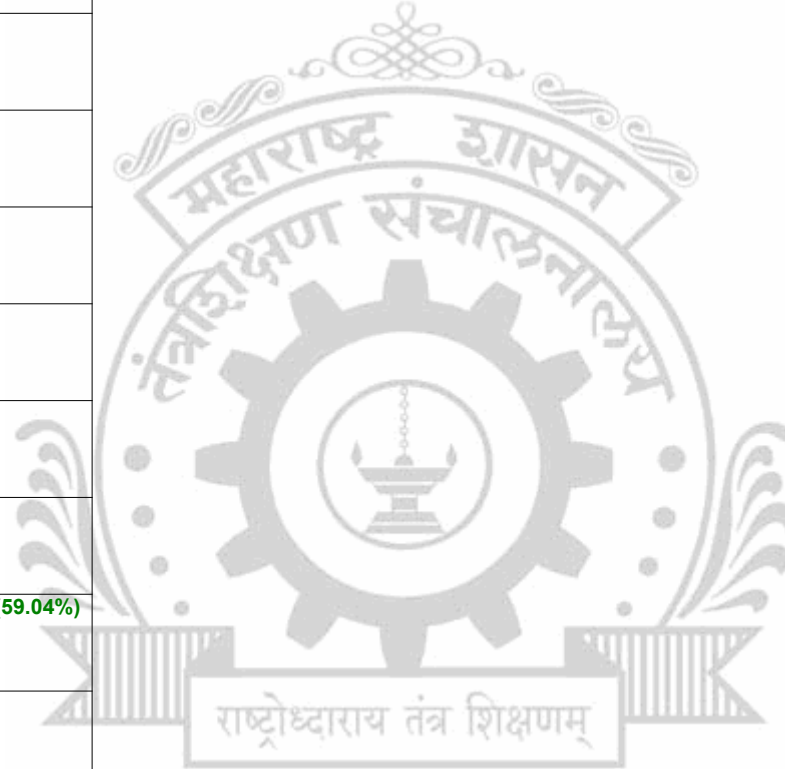 महाराष्ट्र शासन
तंत्रशिक्षण संचालनालय
59.04%)
राष्ट्रोध्दाराय तंत्र शिक्षणम्